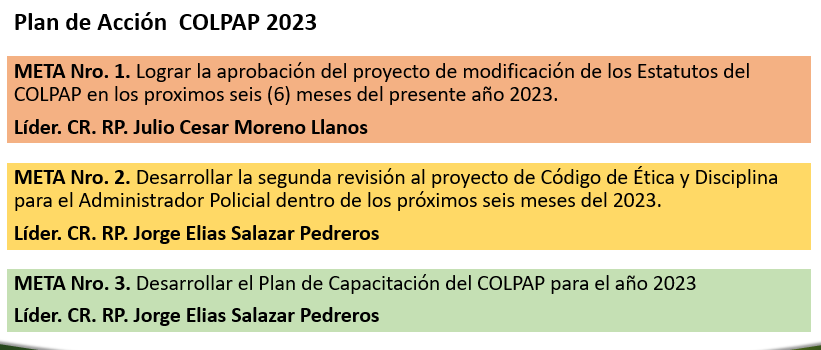 Plan de Acción  COLPAP 2023
META Nro. 1. Lograr la aprobación del proyecto de modificación de los Estatutos del
COLPAP en los proximos seis (6) meses del presente año 2023.
Líder. CR. RP. Julio Cesar Moreno Llanos
META Nro. 2. Desarrollar la segunda revisión al proyecto de Código de Ética y Disciplina
para el Administrador Policial dentro de los próximos seis meses del 2023.
Líder. CR. RP. Jorge Elias Salazar Pedreros
META Nro. 3. Desarrollar el Plan de Capacitación del COLPAP para el año 2023
Líder. CR. RP. Jorge Elias Salazar Pedreros